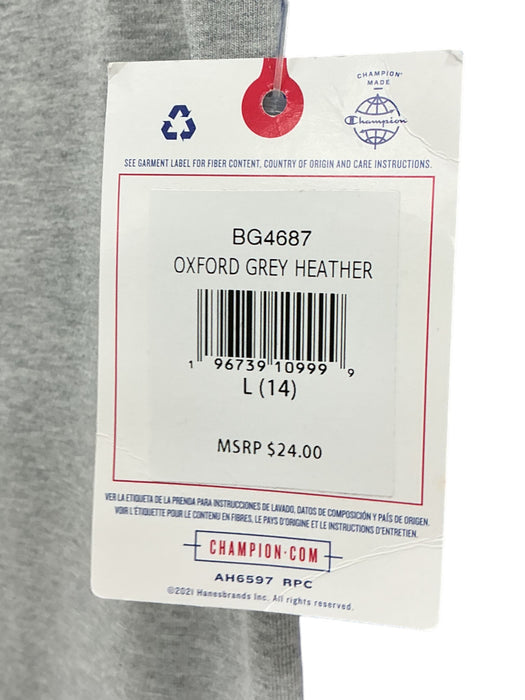 CHAMPION®
MADE
Champion
SEE GARMENT LABEL FOR FIBER CONTENT, COUNTRY OF ORIGIN AND CARE INSTRUCTIONS.
BG4687
OXFORD GREY HEATHER
1 96739 10999 9
L (14)
MSRP $24.00
VER LA ETIQUETA DE LA PRENDA PARA INSTRUCCIONES DE LAVADO, DATOS DE COMPOSICIÓN Y PAÍS DE ORIGEN.
VOIR L'ÉTIQUETTE POUR LE CONTENU EN FIBRES, LE PAYS D'ORIGINE ET LE INSTRUCTIONS D'ENTRETIEN.
CHAMPION·COM
AH6597 RPC
©2021 Hanesbrands Inc. All rights reserved.